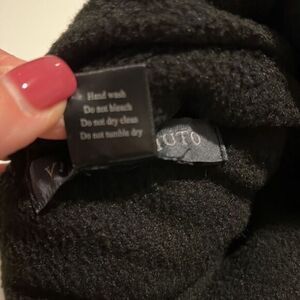 Hand wash
Do not bleach
Do not dry clean
Do not tumble dry